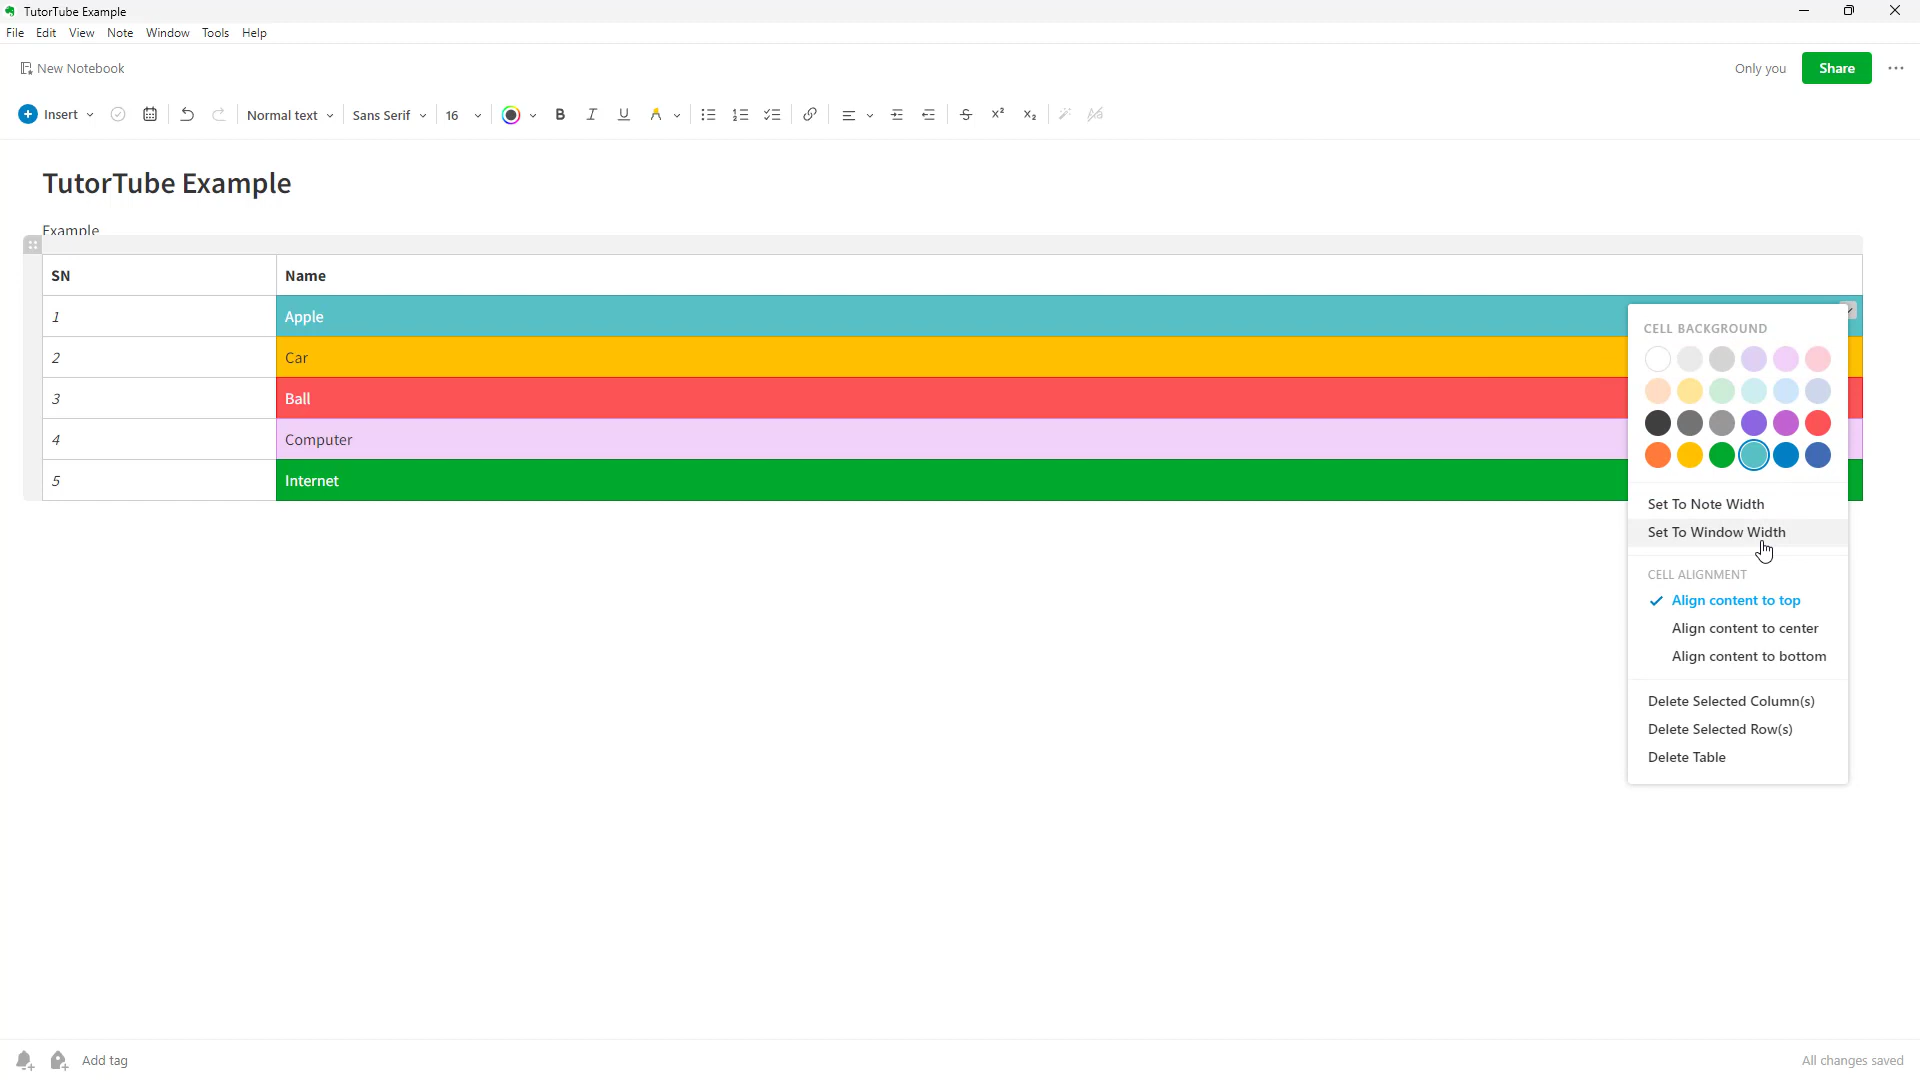 TutorTube Example
File Edit View Note Window Tools Help
New Notebook
Only you Share
Insert Normal text Sans Serif 16
TutorTube Example
Example
SN Name
1 Apple
2 Car
3 Ball
4 Computer
5 Internet
CELL BACKGROUND
Set To Note Width
Set To Window Width
CELL ALIGNMENT
Align content to top
Align content to center
Align content to bottom
Delete Selected Column(s)
Delete Selected Row(s)
Delete Table
Add tag
All changes saved